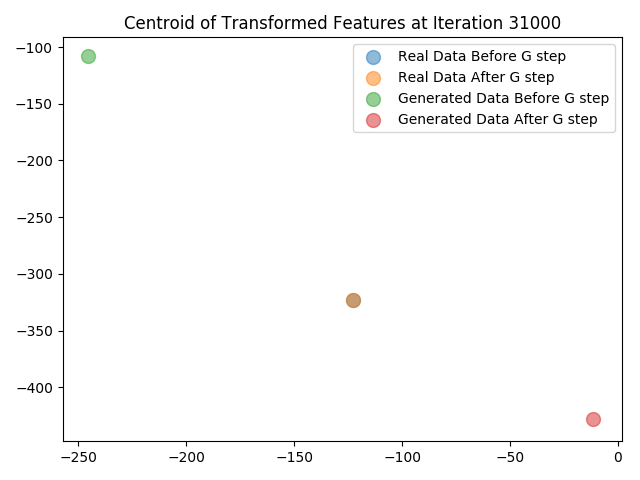 Centroid of Transformed Features at Iteration 31000
Real Data Before G step
Real Data After G step
Generated Data Before G step
Generated Data After G step
−100
−150
−200
−250
−300
−350
−400
−250 −200 −150 −100 −50 0